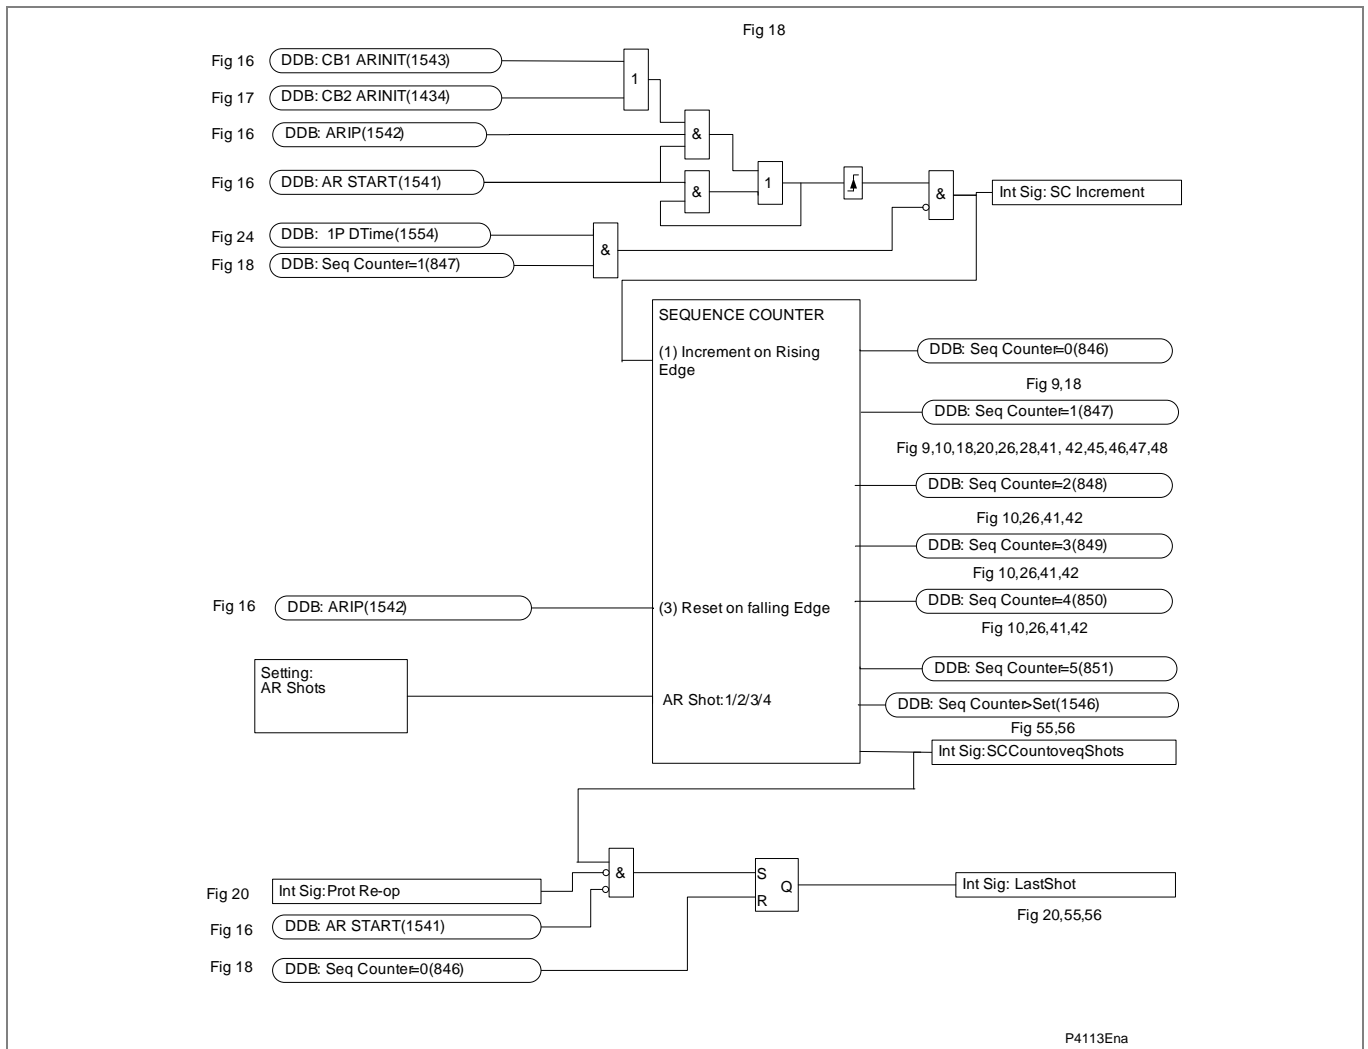 Fig 18
Fig 16
DDB: CB1 ARINIT(1543)
1
Fig 17
DDB: CB2 ARINIT(1434)
Fig 16
DDB: ARIP(1542)
&
Fig 16
DDB: AR START(1541)
&
1
&
Int Sig: SC Increment
Fig 24
DDB: 1P DTime(1554)
&
Fig 18
DDB: Seq Counter=1(847)
SEQUENCE COUNTER
(1) Increment on Rising
Edge
DDB: Seq Counter=0(846)
Fig 9,18
DDB: Seq Counter=1(847)
Fig 9,10,18,20,26,28,41, 42,45,46,47,48
DDB: Seq Counter=2(848)
Fig 10,26,41,42
DDB: Seq Counter=3(849)
Fig 10,26,41,42
DDB: Seq Counter=4(850)
Fig 10,26,41,42
Fig 16
DDB: ARIP(1542)
(3) Reset on falling Edge
DDB: Seq Counter=5(851)
Setting:
AR Shots
AR Shot:1/2/3/4
DDB: Seq Counter>Set(1546)
Fig 55,56
Int Sig:SCCountoveqShots
&
Fig 20
Int Sig:Prot Re-op
S
Q
R
Int Sig: LastShot
Fig 20,55,56
Fig 16
DDB: AR START(1541)
Fig 18
DDB: Seq Counter=0(846)
P4113Ena